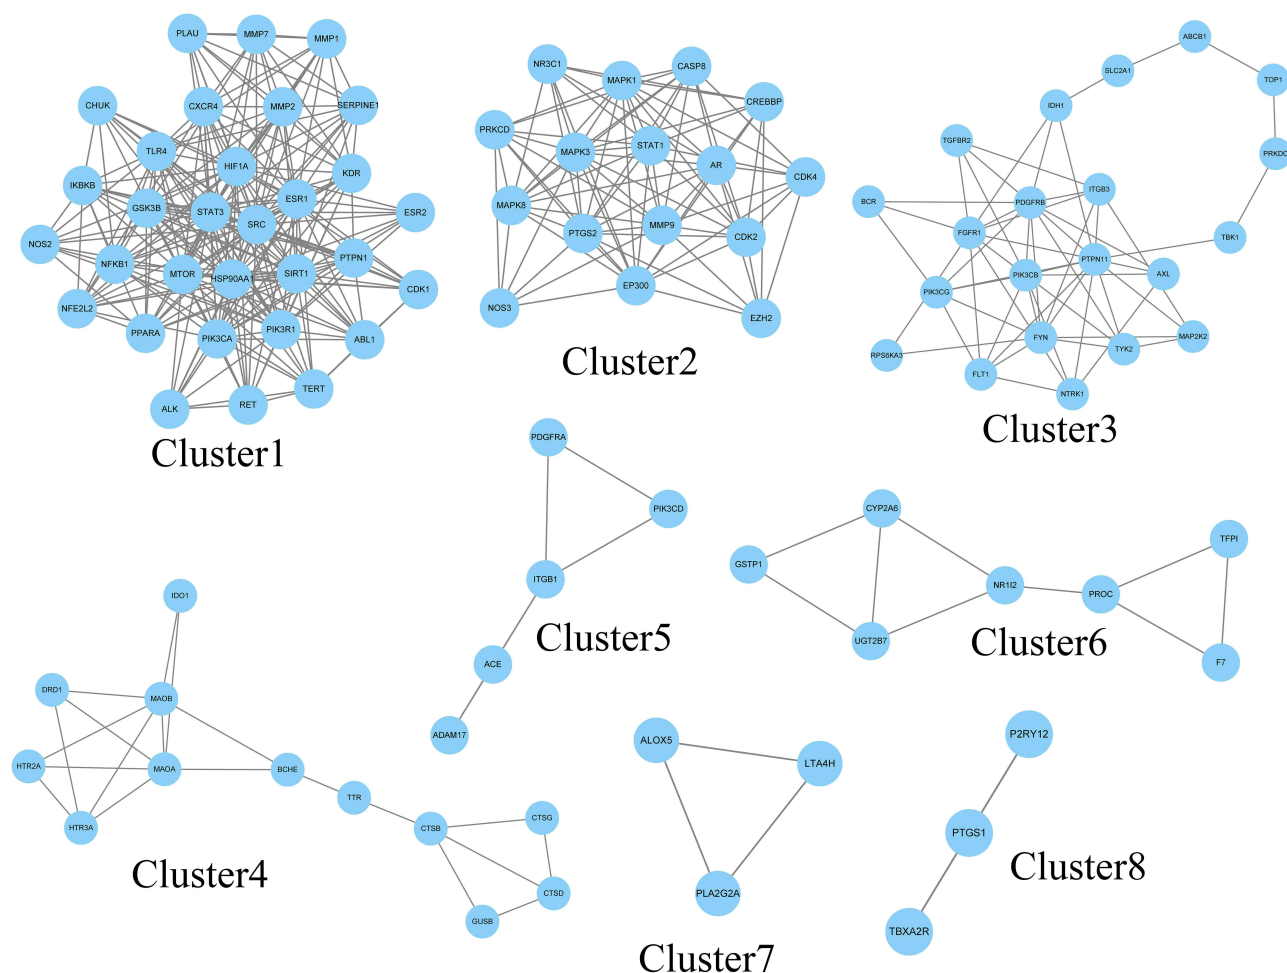 PLAU
MMP7
MMP1
CHUK
CXCR4
MMP2
SERPINE1
TLR4
HIF1A
KDR
IKBKB
GSK3B
STAT3
ESR1
ESR2
SRC
NOS2
NFKB1
MTOR
HSP90AA1
SIRT1
PTPN1
CDK1
NFE2L2
PPARA
PIK3CA
PIK3R1
ABL1
ALK
RET
TERT
Cluster1
NR3C1
MAPK1
CASP8
CREBBP
PRKCD
MAPK3
STAT1
AR
CDK4
MAPK8
PTGS2
MMP9
CDK2
EP300
NOS3
EZH2
Cluster2
ABCB1
SLC2A1
TOP1
IDH1
TGFBR2
PRKDC
ITGB3
BCR
PDGFRB
FGFR1
TBK1
PTPN11
PIK3CB
AXL
PIK3CG
FYN
MAP2K2
RPS6KA3
TYK2
FLT1
NTRK1
Cluster3
IDO1
DRD1
MAOB
HTR2A
MAOA
BCHE
HTR3A
TTR
CTSB
CTSG
CTSD
GUSB
Cluster4
PDGFRA
PIK3CD
ITGB1
ACE
ADAM17
Cluster5
CYP2A6
GSTP1
NR1I2
UGT2B7
PROC
TFPI
F7
Cluster6
ALOX5
LTA4H
PLA2G2A
Cluster7
P2RY12
PTGS1
TBXA2R
Cluster8